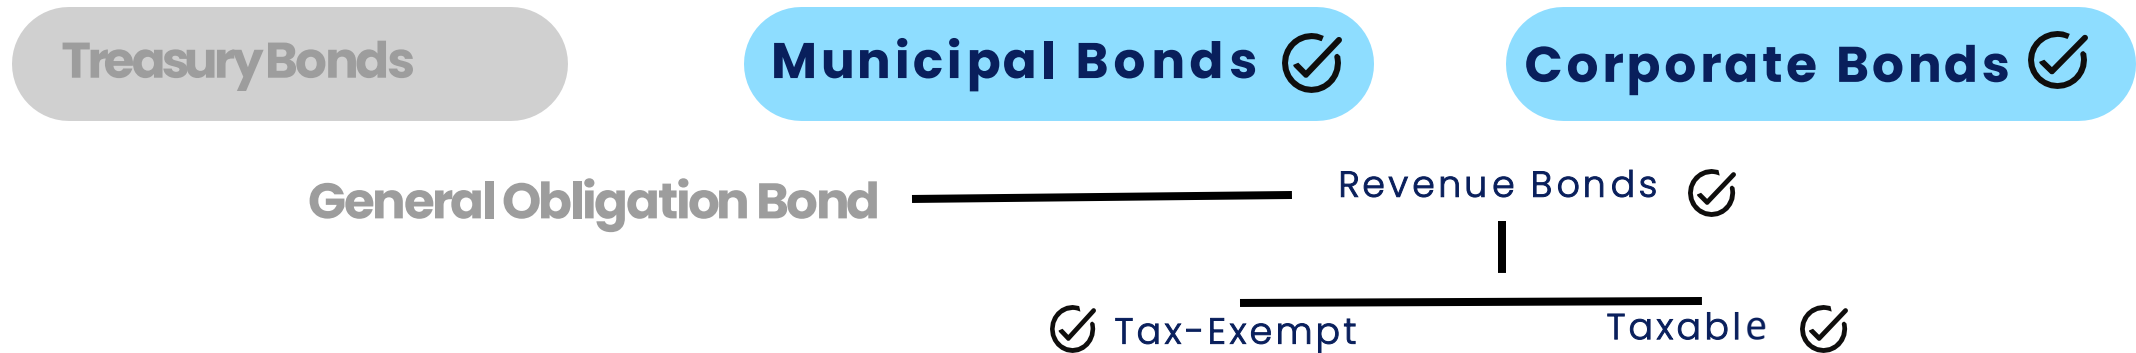 Treasury Bonds
Municipal Bonds
Corporate Bonds
General Obligation Bond
Revenue Bonds
Tax-Exempt
Taxable